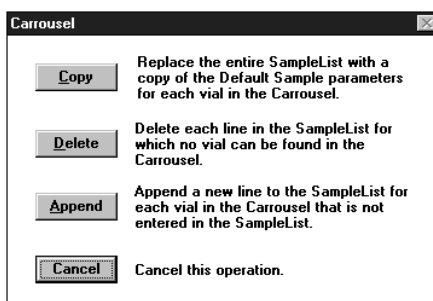 Carrousel
Copy
Replace the entire SampleList with a
copy of the Default Sample parameters
for each vial in the Carrousel.
Delete
Delete each line in the SampleList for
which no vial can be found in the
Carrousel.
Append
Append a new line to the SampleList for
each vial in the Carrousel that is not
entered in the SampleList.
Cancel
Cancel this operation.